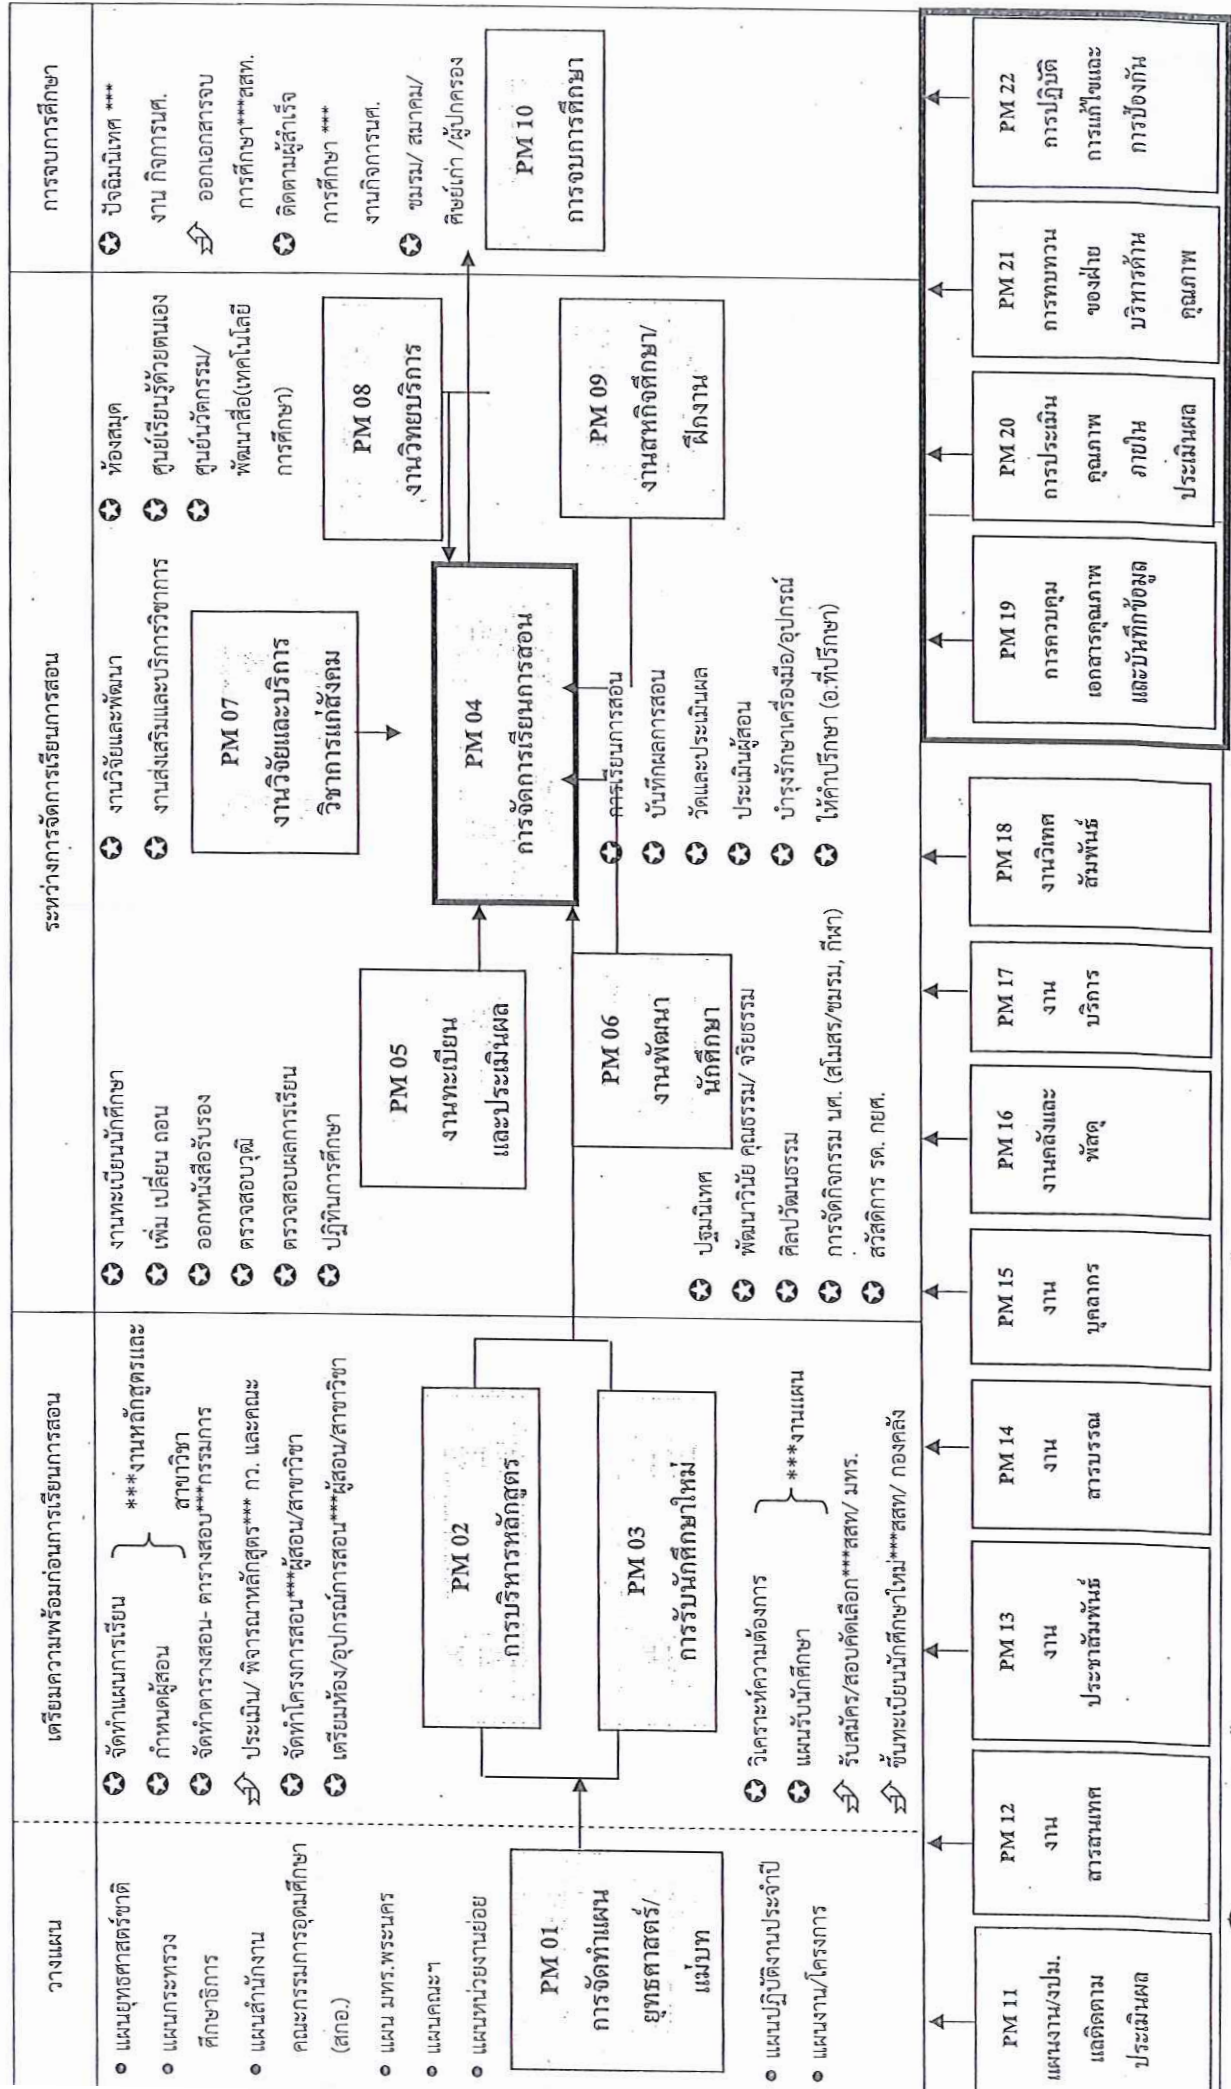 วางแผน
เตรียมความพร้อมก่อนการเรียนการสอน
ระหว่างการจัดการเรียนการสอน
การจบการศึกษา
แผนยุทธศาสตร์ชาติ
แผนกระทรวง
ศึกษาธิการ
แผนสำนักงาน
คณะกรรมการอุดมศึกษา
(สกอ.)
แผน มทร.พระนคร
แผนคณะฯ
แผนหน่วยงานย่อย
PM 01
การจัดทำแผน
ยุทธศาสตร์/
แม่บท
แผนปฏิบัติงานประจำปี
แผนงาน/โครงการ
จัดทำแผนการเรียน
กำหนดผู้สอน
***งานหลักสูตรและ
สาขาวิชา
จัดทำตารางสอน- ตารางสอบ***กรรมการ
ประเมิน/ พิจารณาหลักสูตร*** กว. และคณะ
จัดทำโครงการสอน***ผู้สอน/สาขาวิชา
เตรียมห้อง/อุปกรณ์การสอน***ผู้สอน/สาขาวิชา
PM 02
การบริหารหลักสูตร
PM 03
การรับนักศึกษาใหม่
วิเคราะห์ความต้องการ
แผนรับนักศึกษา
***งานแผน
รับสมัคร/สอบคัดเลือก***สสท/ มทร.
ขึ้นทะเบียนนักศึกษาใหม่***สสท/ กองคลัง
งานทะเบียนนักศึกษา
เพิ่ม เปลี่ยน ถอน
ออกหนังสือรับรอง
ตรวจสอบวุฒิ
ตรวจสอบผลการเรียน
ปฏิทินการศึกษา
PM 05
งานทะเบียน
และประเมินผล
PM 06
งานพัฒนา
นักศึกษา
ปฐมนิเทศ
พัฒนาวินัย คุณธรรม/ จริยธรรม
ศิลปวัฒนธรรม
การจัดกิจกรรม นศ. (สโมสร/ชมรม, กีฬา)
สวัสดิการ รด. กยศ.
งานวิจัยและพัฒนา
งานส่งเสริมและบริการวิชาการ
PM 07
งานวิจัยและบริการ
วิชาการแก่สังคม
PM 04
การจัดการเรียนการสอน
การเรียนการสอน
บันทึกผลการสอน
วัดและประเมินผล
ประเมินผู้สอน
บำรุงรักษาเครื่องมือ/อุปกรณ์
ให้คำปรึกษา (อ.ที่ปรึกษา)
ห้องสมุด
ศูนย์เรียนรู้ด้วยตนเอง
ศูนย์นวัตกรรม/
พัฒนาสื่อ(เทคโนโลยี
การศึกษา)
PM 08
งานวิทยบริการ
PM 09
งานสหกิจศึกษา/
ฝึกงาน
ปัจฉิมนิเทศ ***
งาน กิจการนศ.
ออกเอกสารจบ
การศึกษา***สสท.
ติดตามผู้สำเร็จ
การศึกษา ***
งานกิจการนศ.
ชมรม/ สมาคม/
ศิษย์เก่า /ผู้ปกครอง
PM 10
การจบการศึกษา
PM 11
แผนงาน/งปม.
แลติดตาม
ประเมินผล
PM 12
งาน
สารสนเทศ
PM 13
งาน
ประชาสัมพันธ์
PM 14
งาน
สารบรรณ
PM 15
งาน
บุคลากร
PM 16
งานคลังและ
พัสดุ
PM 17
งาน
บริการ
PM 18
งานวิเทศ
สัมพันธ์
PM 19
การควบคุม
เอกสารคุณภาพ
และบันทึกข้อมูล
PM 20
การประเมิน
คุณภาพ
ภายใน
ประเมินผล
PM 21
การทบทวน
ของฝ่าย
บริหารด้าน
คุณภาพ
PM 22
การปฏิบัติ
การแก้ไขและ
การป้องกัน